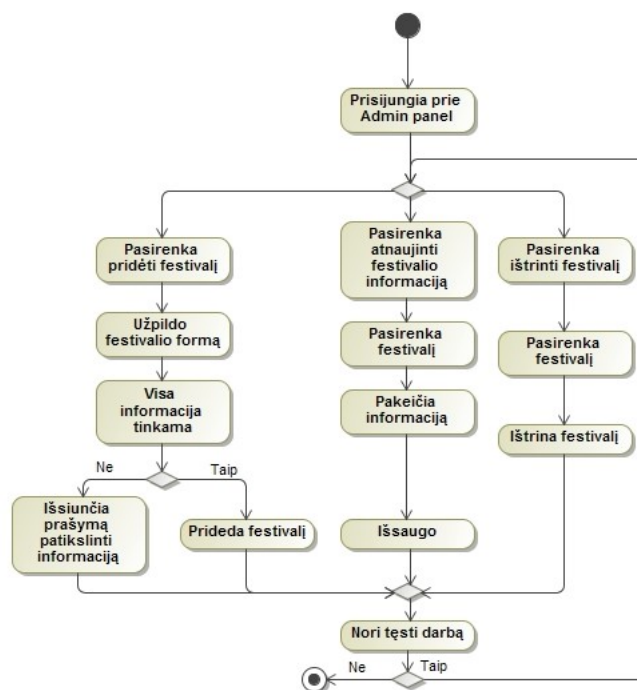 Prisijungia prie
Admin panel
Pasirenka
pridėti festivalį
Užpildo
festivalio formą
Visa
informacija
tinkama
Ne
Taip
Išsiunčia
prašymą
patikslinti
informaciją
Prideda festivalį
Pasirenka
atnaujinti
festivalio
informaciją
Pasirenka
festivalį
Pakeičia
informaciją
Išsaugo
Pasirenka
ištrinti festivalį
Pasirenka
festivalį
Ištrina festivalį
Nori tęsti darbą
Ne
Taip